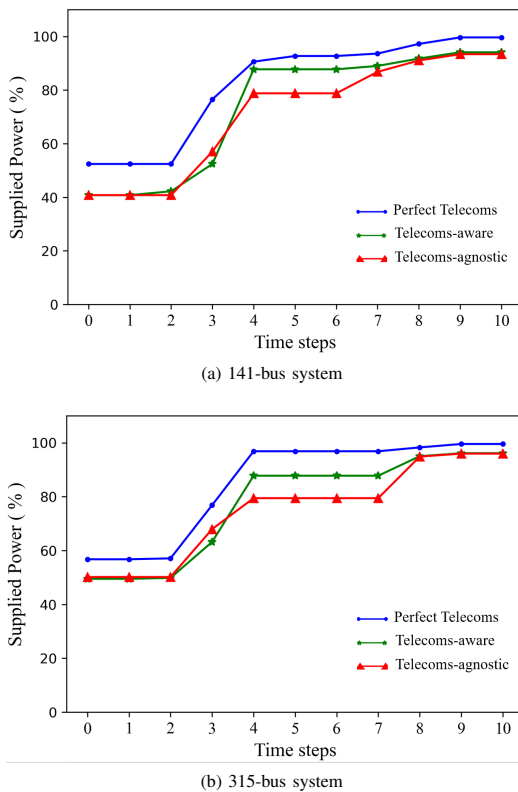 100
80
60
40
20
0
Supplied Power ( % )
Perfect Telecoms
Telecoms-aware
Telecoms-agnostic
0 1 2 3 4 5 6 7 8 9 10
Time steps
(a) 141-bus system
100
80
60
40
20
0
Supplied Power ( % )
Perfect Telecoms
Telecoms-aware
Telecoms-agnostic
0 1 2 3 4 5 6 7 8 9 10
Time steps
(b) 315-bus system